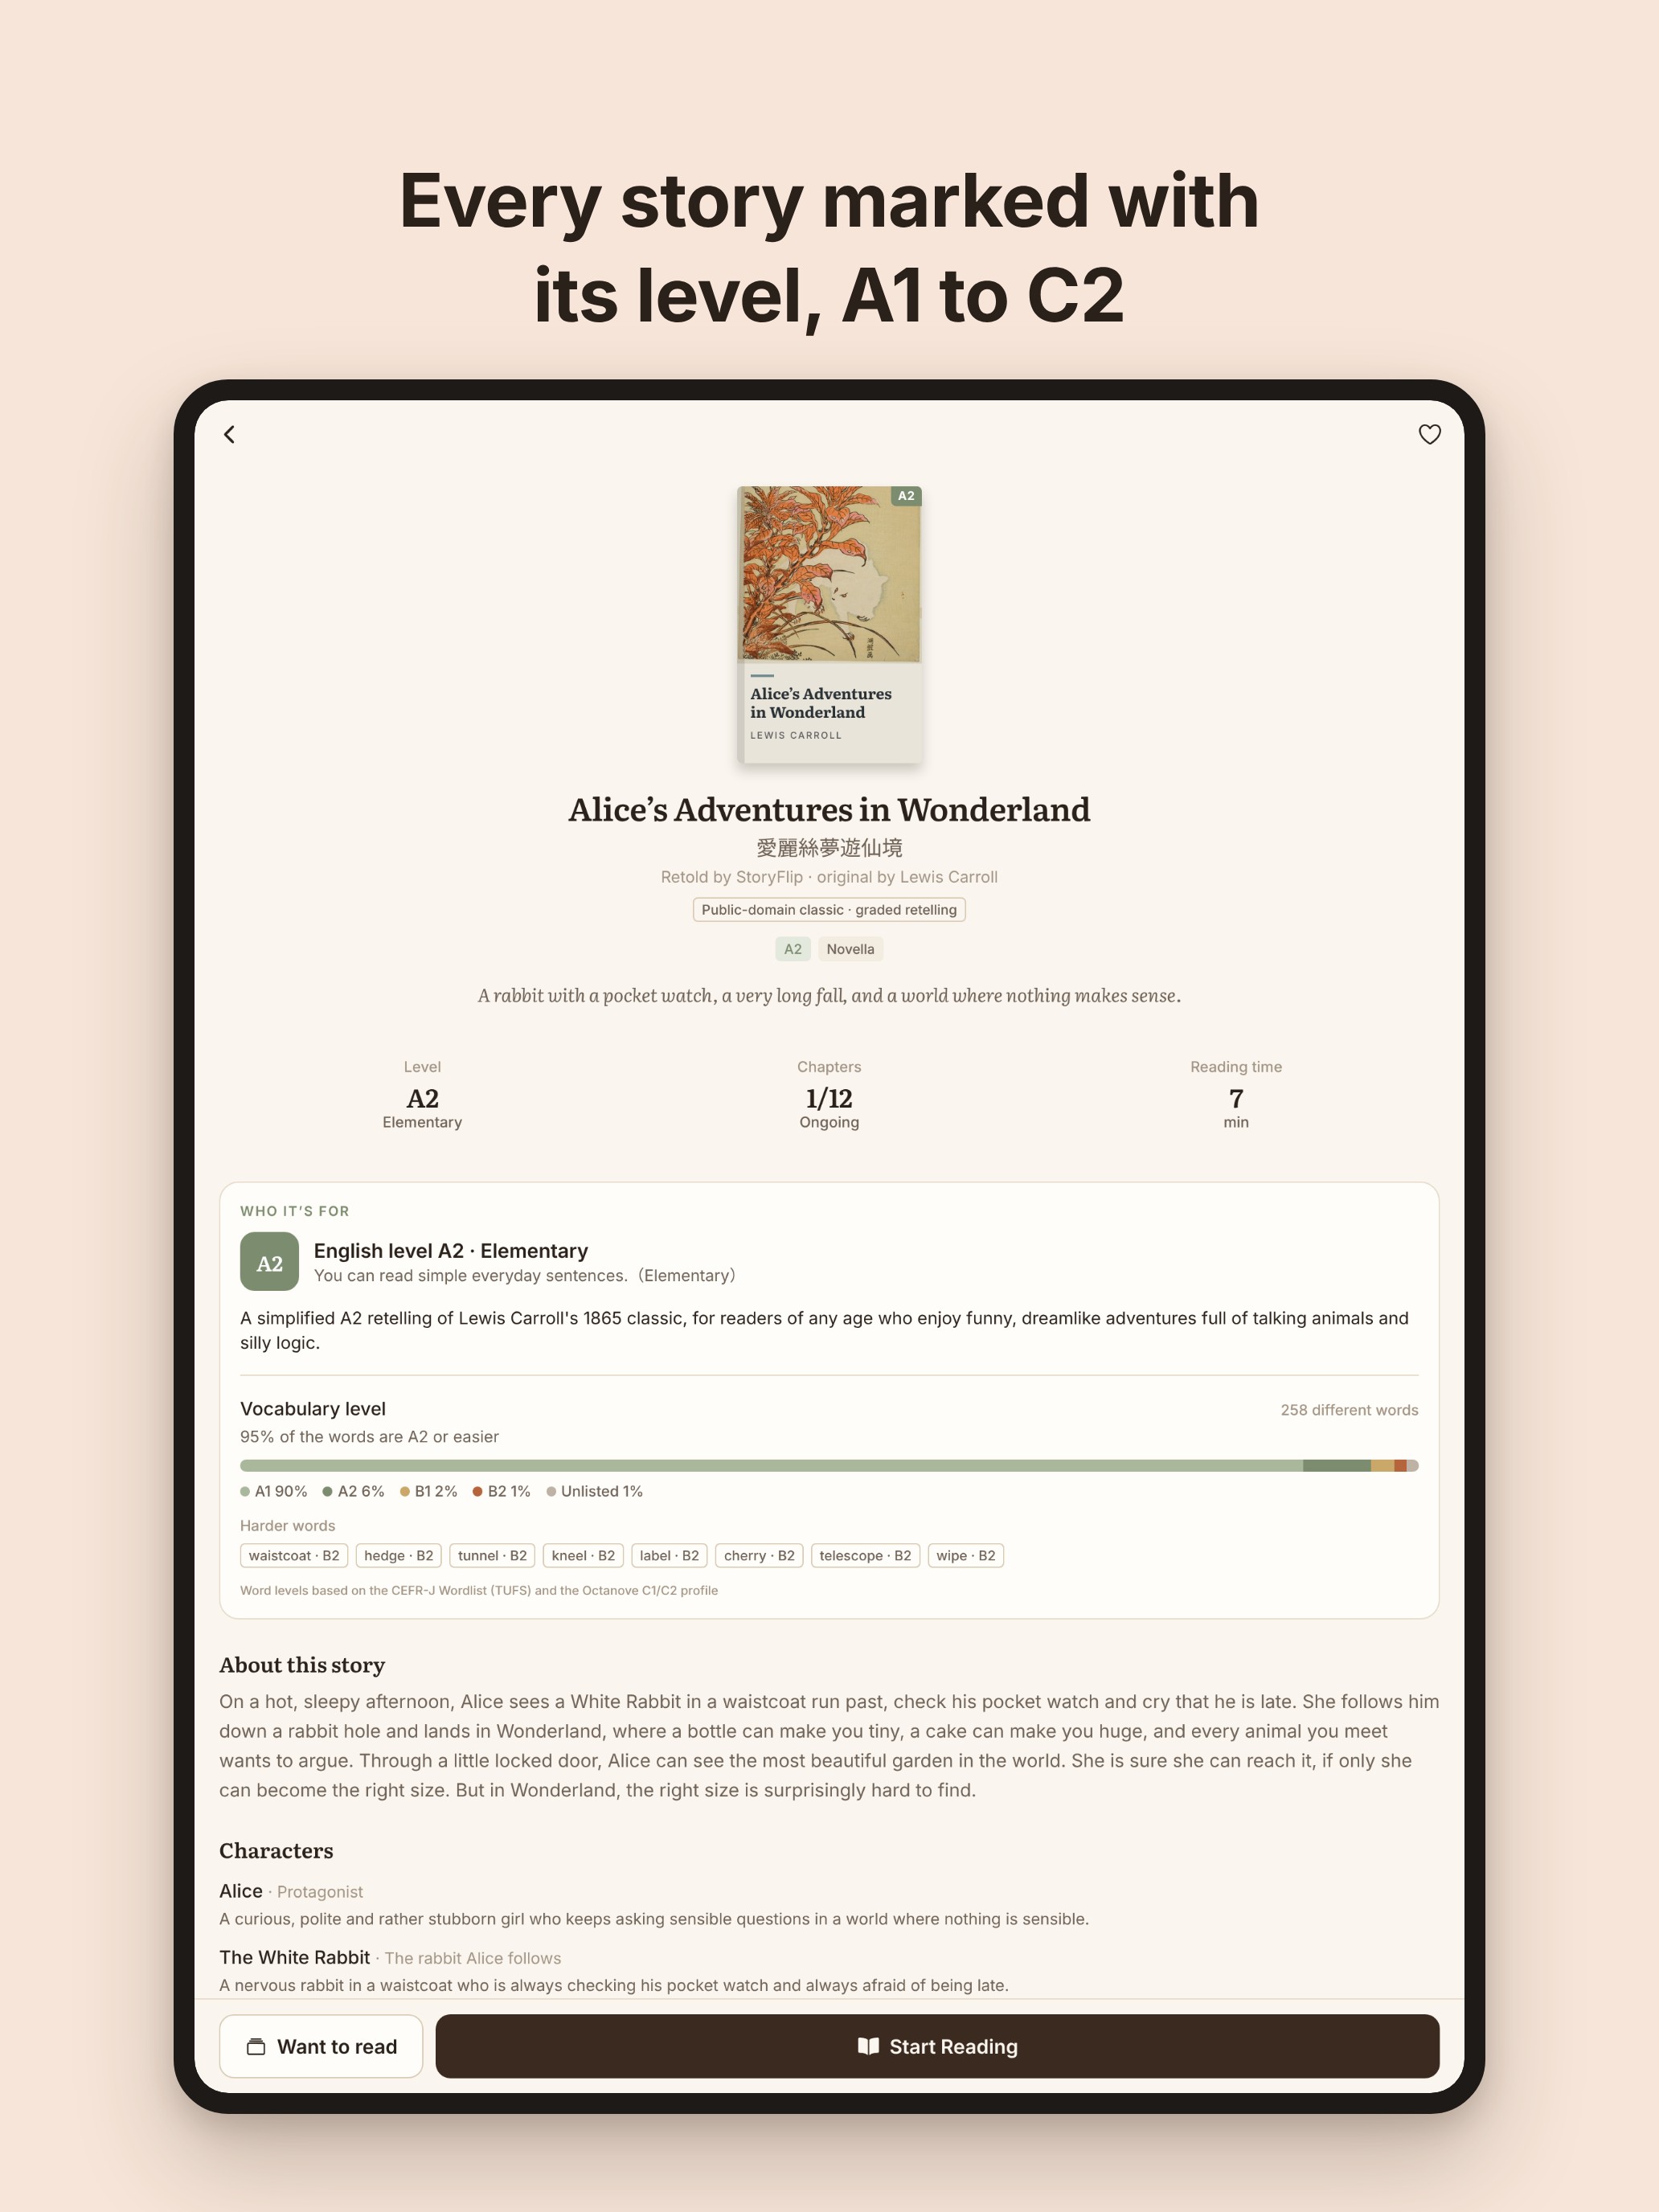 Every story marked with
its level, A1 to C2
A2
Alice’s Adventures
in Wonderland
LEWIS CARROLL
Alice’s Adventures in Wonderland
愛麗絲夢遊仙境
Retold by StoryFlip · original by Lewis Carroll
Public-domain classic · graded retelling
A2 Novella
A rabbit with a pocket watch, a very long fall, and a world where nothing makes sense.
Level Chapters Reading time
A2 1/12 7
Elementary Ongoing min
WHO IT'S FOR
A2
English level A2 · Elementary
You can read simple everyday sentences.（Elementary）
A simplified A2 retelling of Lewis Carroll's 1865 classic, for readers of any age who enjoy funny, dreamlike adventures full of talking animals and
silly logic.
Vocabulary level 258 different words
95% of the words are A2 or easier
A1 90% A2 6% B1 2% B2 1% Unlisted 1%
Harder words
waistcoat · B2 hedge · B2 tunnel · B2 kneel · B2 label · B2 cherry · B2 telescope · B2 wipe · B2
Word levels based on the CEFR-J Wordlist (TUFS) and the Octanove C1/C2 profile
About this story
On a hot, sleepy afternoon, Alice sees a White Rabbit in a waistcoat run past, check his pocket watch and cry that he is late. She follows him
down a rabbit hole and lands in Wonderland, where a bottle can make you tiny, a cake can make you huge, and every animal you meet
wants to argue. Through a little locked door, Alice can see the most beautiful garden in the world. She is sure she can reach it, if only she
can become the right size. But in Wonderland, the right size is surprisingly hard to find.
Characters
Alice · Protagonist
A curious, polite and rather stubborn girl who keeps asking sensible questions in a world where nothing is sensible.
The White Rabbit · The rabbit Alice follows
A nervous rabbit in a waistcoat who is always checking his pocket watch and always afraid of being late.
Want to read Start Reading